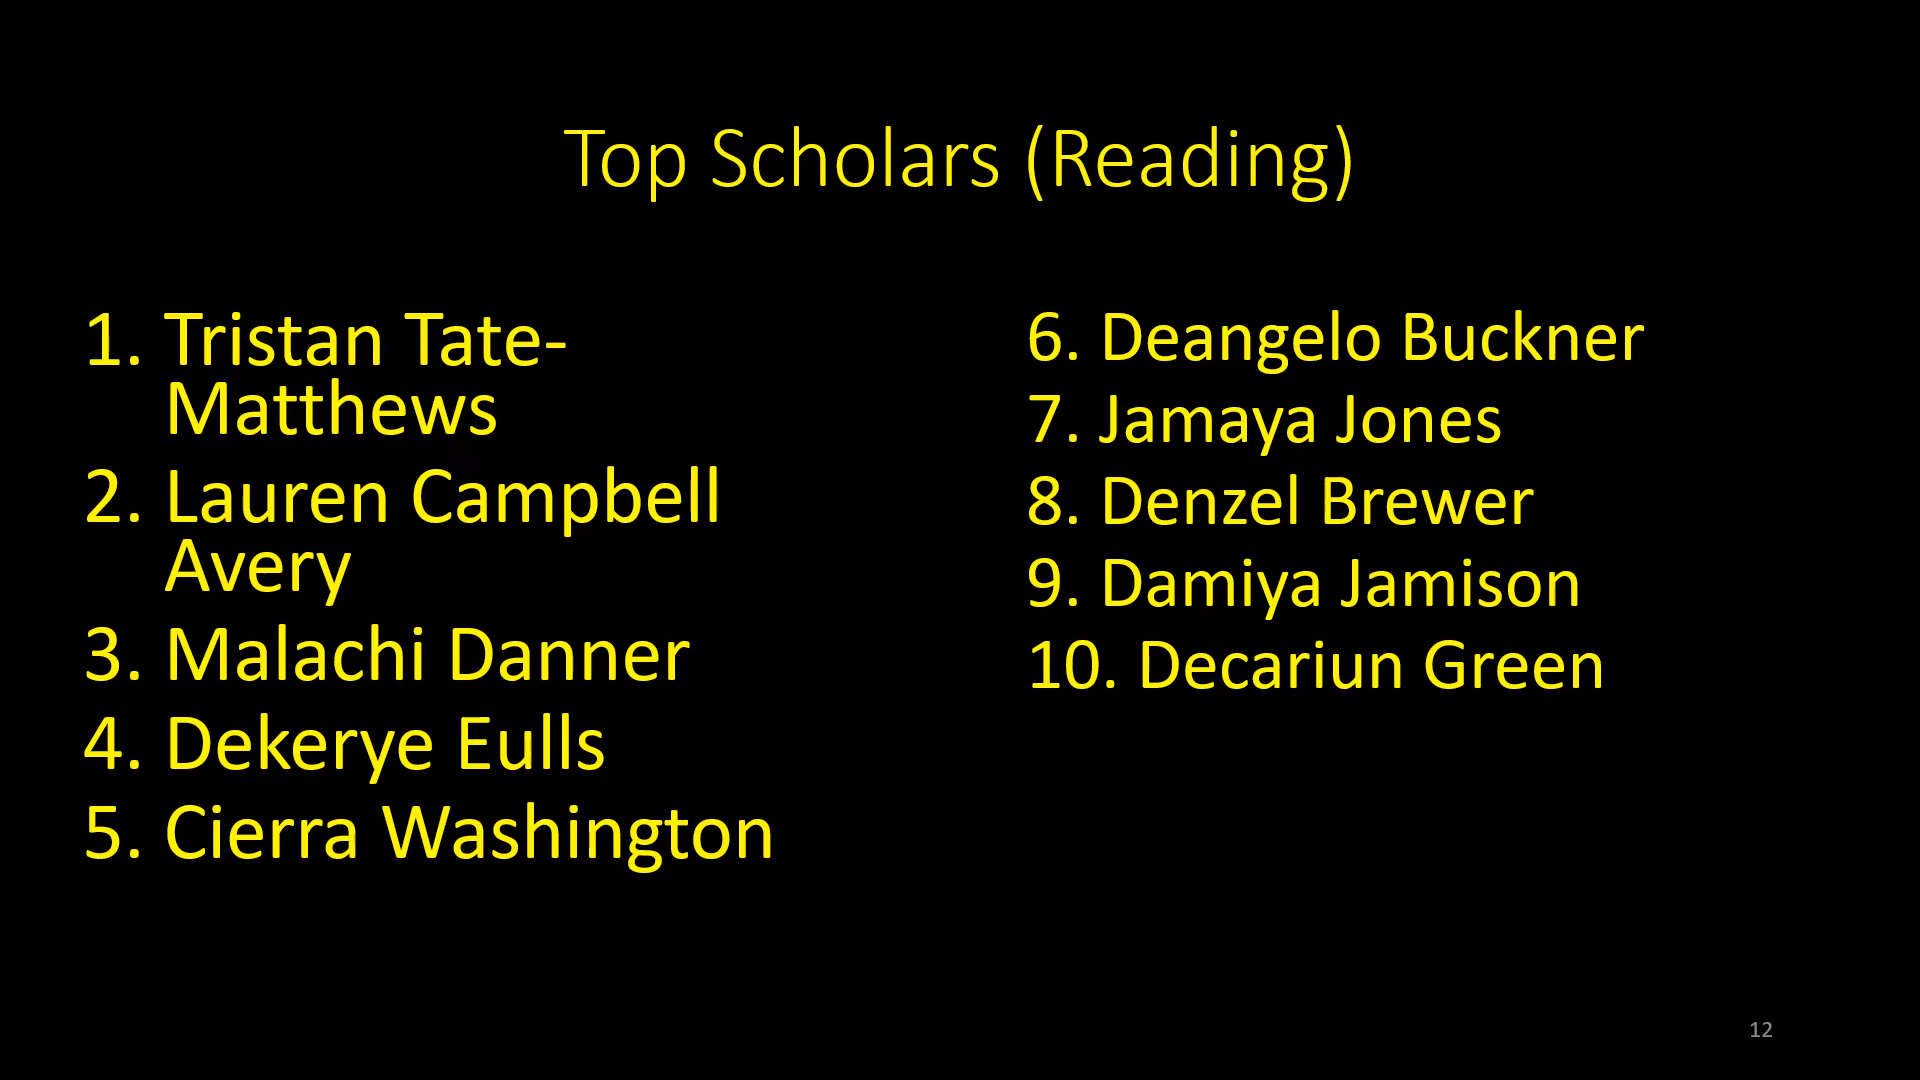 Top Scholars (Reading)
1. Tristan Tate-
Matthews
2. Lauren Campbell
Avery
3. Malachi Danner
4. Dekerye Eulls
5. Cierra Washington
6. Deangelo Buckner
7. Jamaya Jones
8. Denzel Brewer
9. Damiya Jamison
10. Decariun Green
12